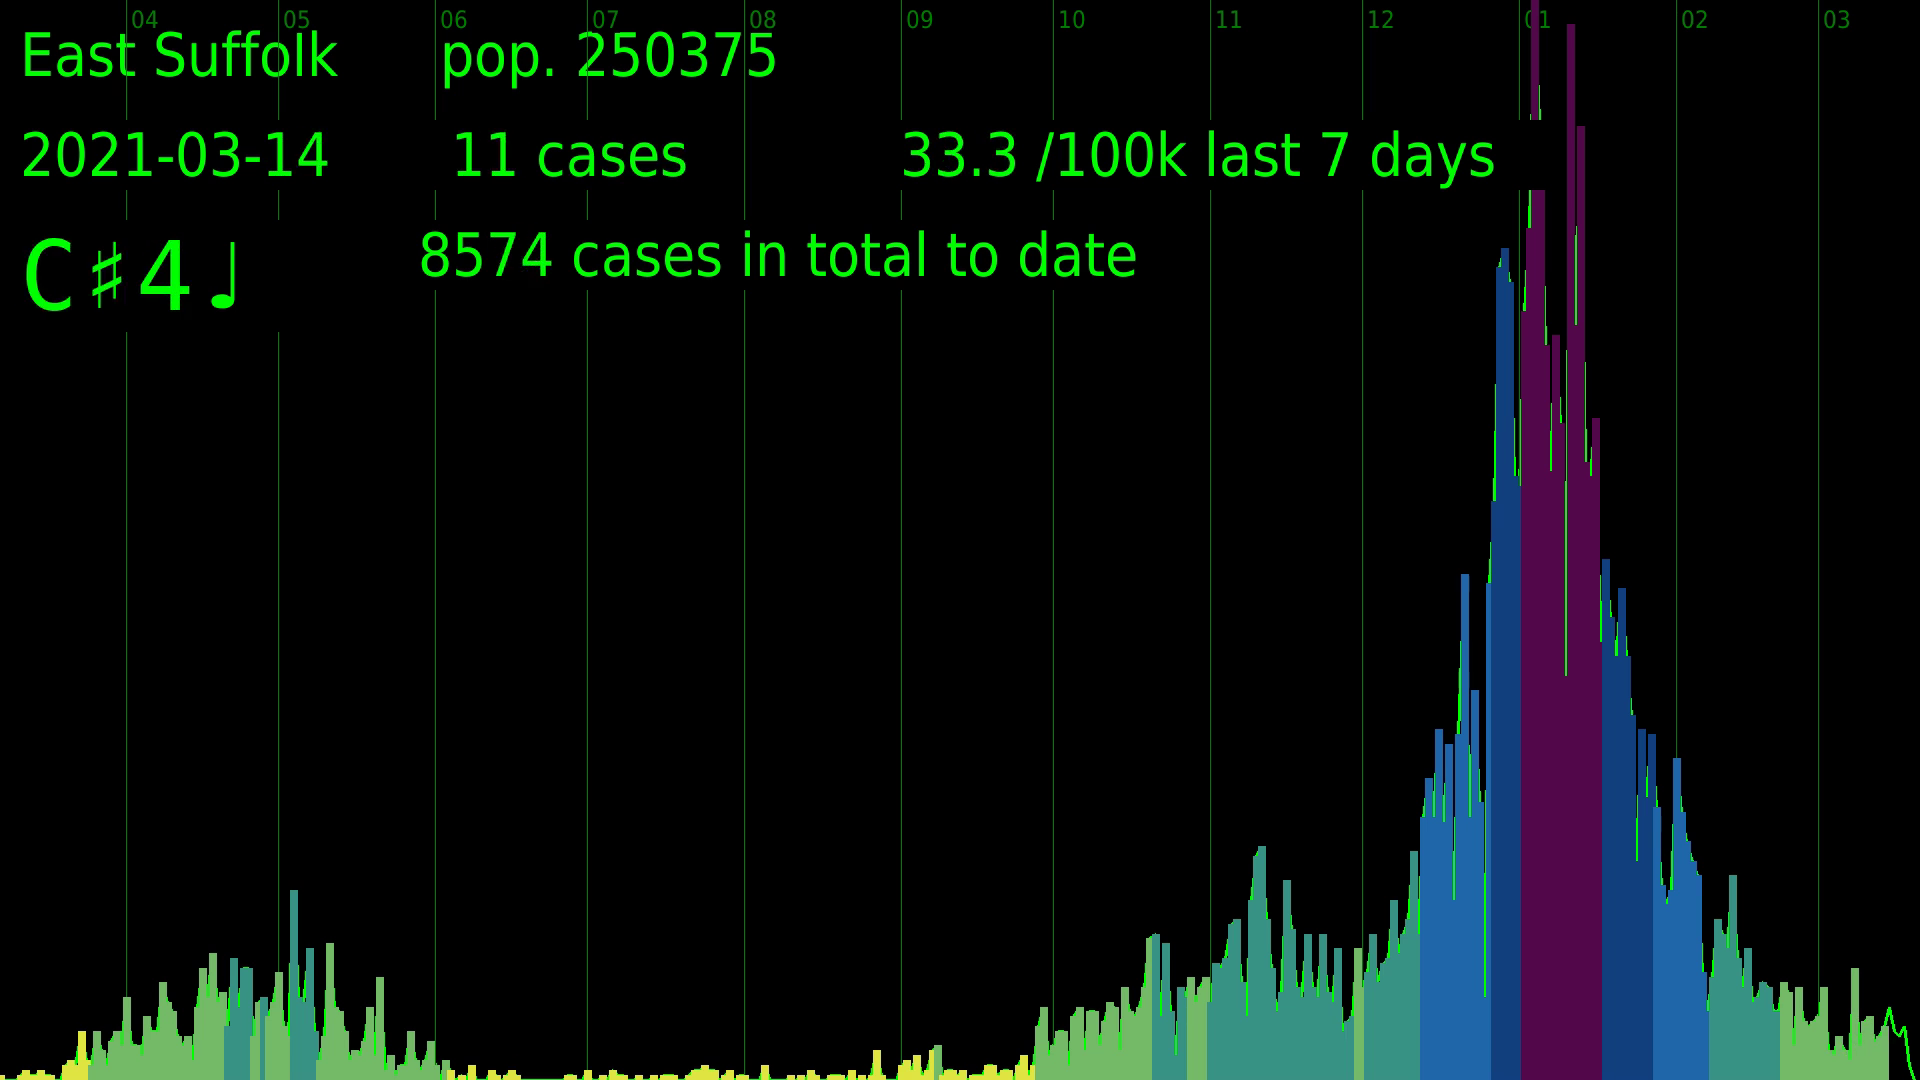 04 05 06 07 08 09 10 11 12 01 02 03
East Suffolk pop. 250375
2021-03-14 11 cases 33.3 /100k last 7 days
C♯4♩ 8574 cases in total to date